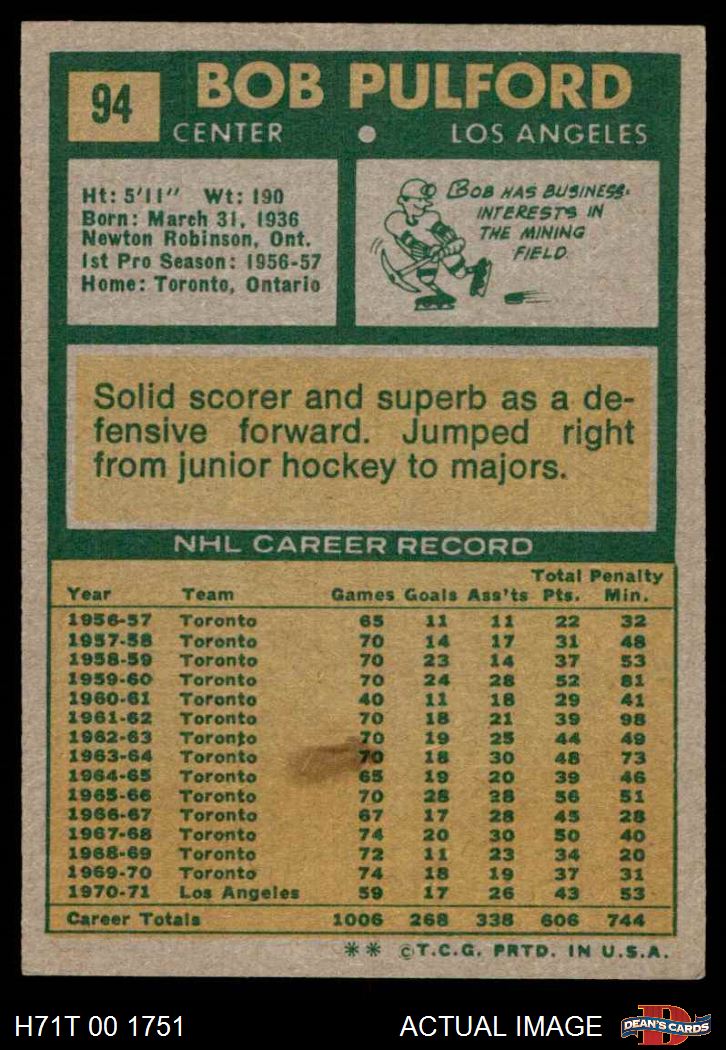 94
BOB PULFORD
CENTER • LOS ANGELES
Ht: 5'11" Wt: 190
Born: March 31, 1936
Newton Robinson, Ont.
1st Pro Season: 1956-57
Home: Toronto, Ontario
BOB HAS BUSINESS
INTERESTS IN
THE MINING
FIELD.
Solid scorer and superb as a de-
fensive forward. Jumped right
from junior hockey to majors.
NHL CAREER RECORD
Total Penalty
Year Team Games Goals Ass'ts Pts. Min.
1956-57 Toronto 65 11 11 22 32
1957-58 Toronto 70 14 17 31 48
1958-59 Toronto 70 23 14 37 53
1959-60 Toronto 70 24 28 52 81
1960-61 Toronto 40 11 18 29 41
1961-62 Toronto 70 18 21 39 98
1962-63 Toronto 70 19 25 44 49
1963-64 Toronto 70 18 30 48 73
1964-65 Toronto 65 19 20 39 46
1965-66 Toronto 70 28 28 56 51
1966-67 Toronto 67 17 28 45 28
1967-68 Toronto 74 20 30 50 40
1968-69 Toronto 72 11 23 34 20
1969-70 Toronto 74 18 19 37 31
1970-71 Los Angeles 59 17 26 43 53
Career Totals 1006 268 338 606 744
** ©T.C.G. PRTD. IN U.S.A.
H71T 00 1751
ACTUAL IMAGE
D
DEAN'S CARDS